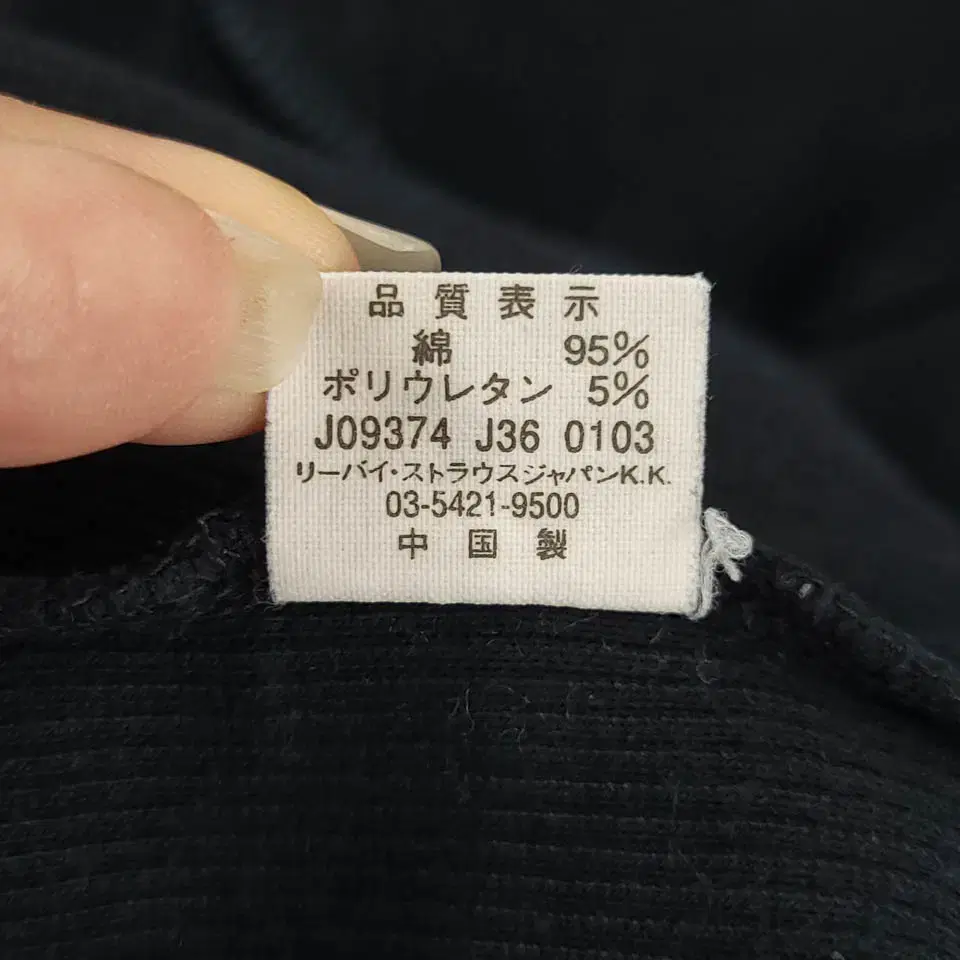 品質表示
綿 95%
ポリウレタン 5%
J09374 J36 0103
リーバイ・ストラウスジャパンK.K.
03-5421-9500
中国製